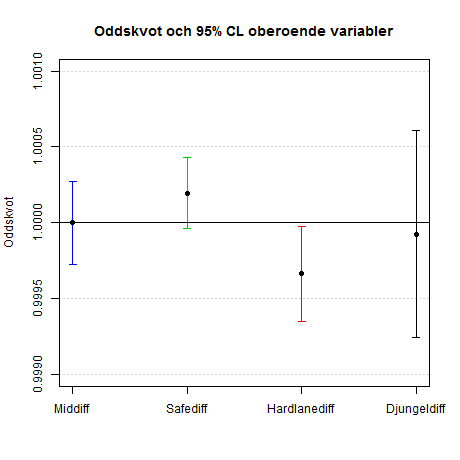 Oddskvot och 95% CL oberoende variabler
Oddskvot
1.0010
1.0005
1.0000
0.9995
0.9990
Middiff Safediff Hardlanediff Djungeldiff